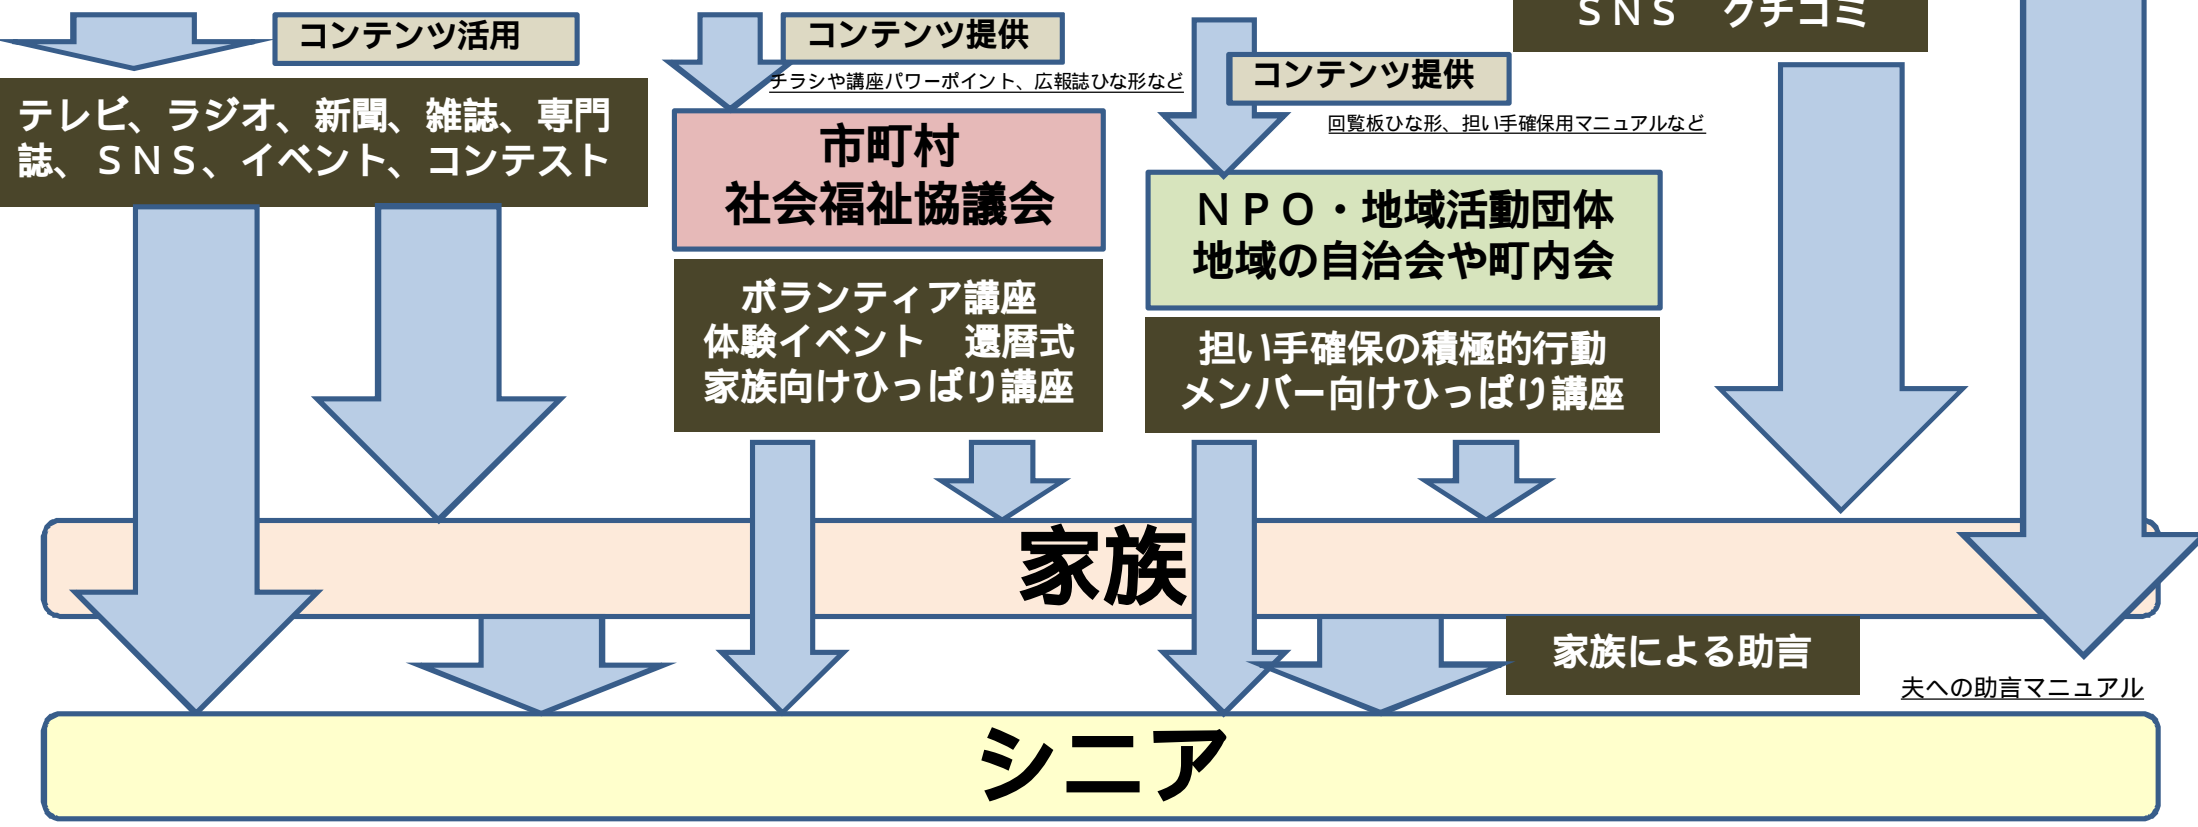 コンテンツ活用
コンテンツ提供
チラシや講座パワーポイント、広報誌ひな形など
コンテンツ提供
回覧板ひな形、担い手確保用マニュアルなど
ＳＮＳ　クチコミ
テレビ、ラジオ、新聞、雑誌、専門
誌、ＳＮＳ、イベント、コンテスト
市町村
社会福祉協議会
ボランティア講座
体験イベント　還暦式
家族向けひっぱり講座
ＮＰＯ・地域活動団体
地域の自治会や町内会
担い手確保の積極的行動
メンバー向けひっぱり講座
家族
家族による助言
夫への助言マニュアル
シニア